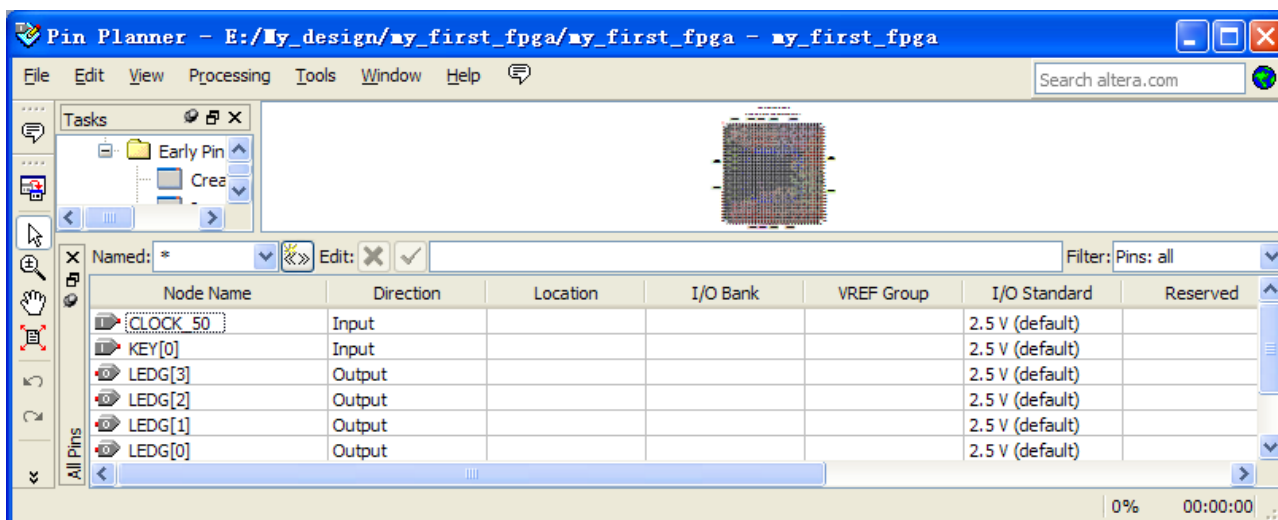 Pin Planner - E:/My_design/my_first_fpga/my_first_fpga - my_first_fpga
File Edit View Processing Tools Window Help
Search altera.com
Tasks
Early Pin
Crea
Named: * Edit: Filter: Pins: all
Node Name Direction Location I/O Bank VREF Group I/O Standard Reserved
CLOCK_50 Input 2.5 V (default)
KEY[0] Input 2.5 V (default)
LEDG[3] Output 2.5 V (default)
LEDG[2] Output 2.5 V (default)
LEDG[1] Output 2.5 V (default)
LEDG[0] Output 2.5 V (default)
All Pins
0% 00:00:00